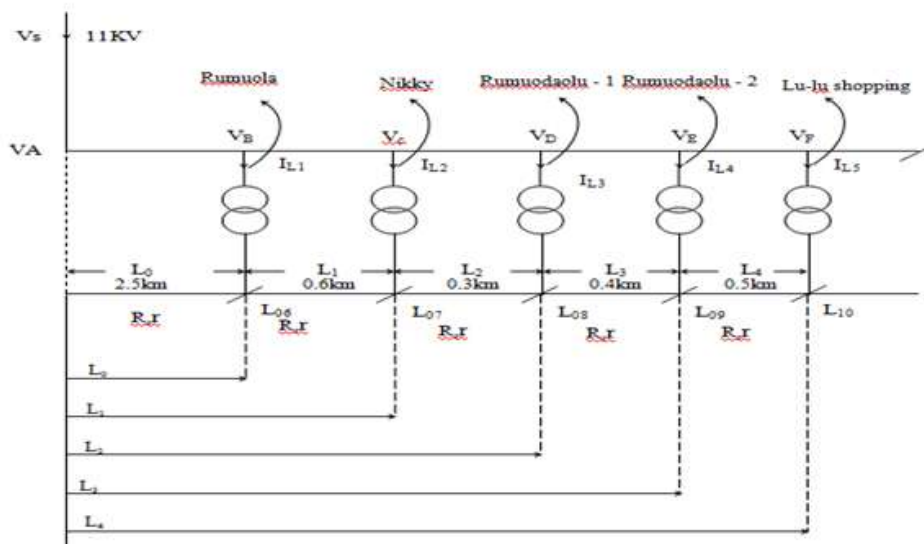 Vs 11KV
Rumuola Nikky Rumuodaolu - 1 Rumuodaolu - 2 Lu-lu shopping
VA VB Vc VD VE VF
IL1 IL2 IL3 IL4 IL5
L0 L1 L2 L3 L4
2.5km 0.6km 0.3km 0.4km 0.5km
L06 L07 L08 L09 L10
R,r R,r R,r R,r R,r
L0
L1
L2
L3
L4